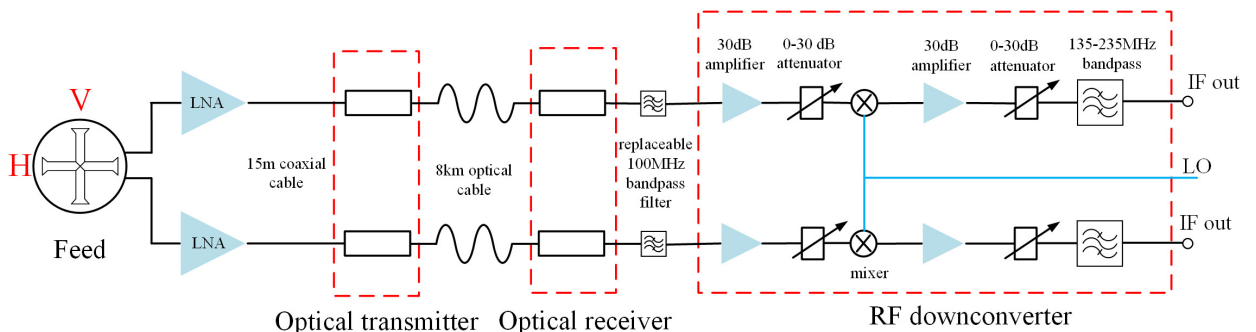 V
H
Feed
LNA
LNA
15m coaxial
cable
8km optical
cable
Optical transmitter
Optical receiver
replaceable
100MHz
bandpass
filter
30dB
amplifier
0-30 dB
attenuator
30dB
amplifier
0-30dB
attenuator
135-235MHz
bandpass
IF out
LO
IF out
mixer
RF downconverter